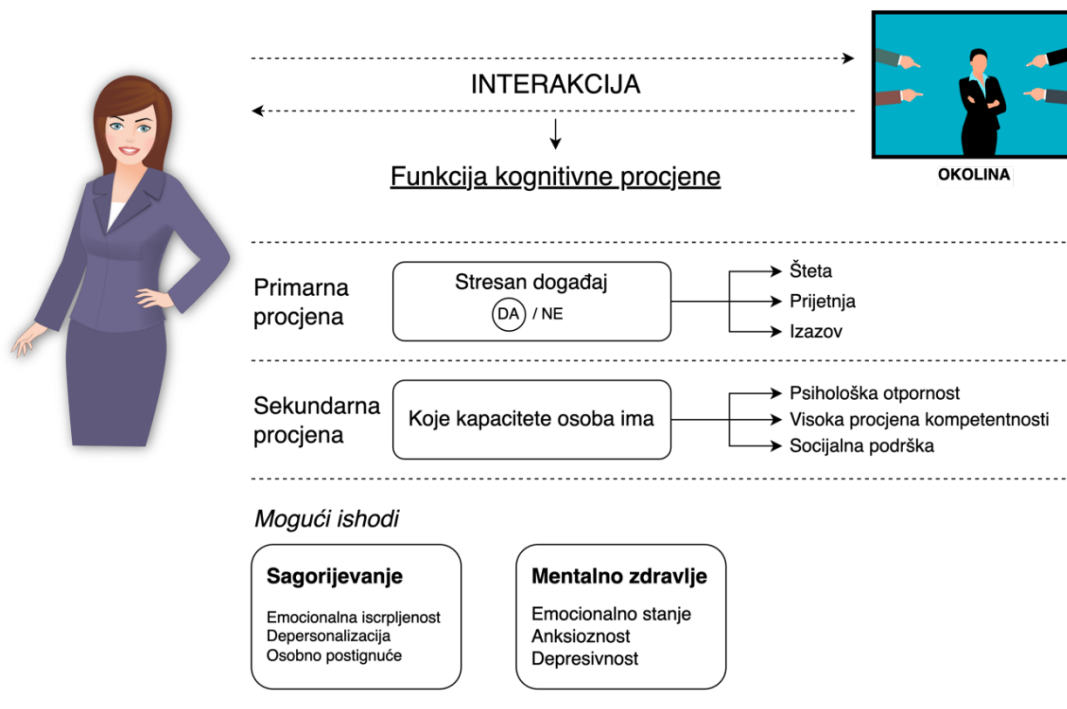 INTERAKCIJA
OKOLINA
Funkcija kognitivne procjene
Primarna
procjena
Stresan događaj
DA / NE
Šteta
Prijetnja
Izazov
Sekundarna
procjena
Koje kapacitete osoba ima
Psihološka otpornost
Visoka procjena kompetentnosti
Socijalna podrška
Mogući ishodi
Sagorijevanje
Emocionalna iscrpljenost
Depersonalizacija
Osobno postignuće
Mentalno zdravlje
Emocionalno stanje
Anksioznost
Depresivnost